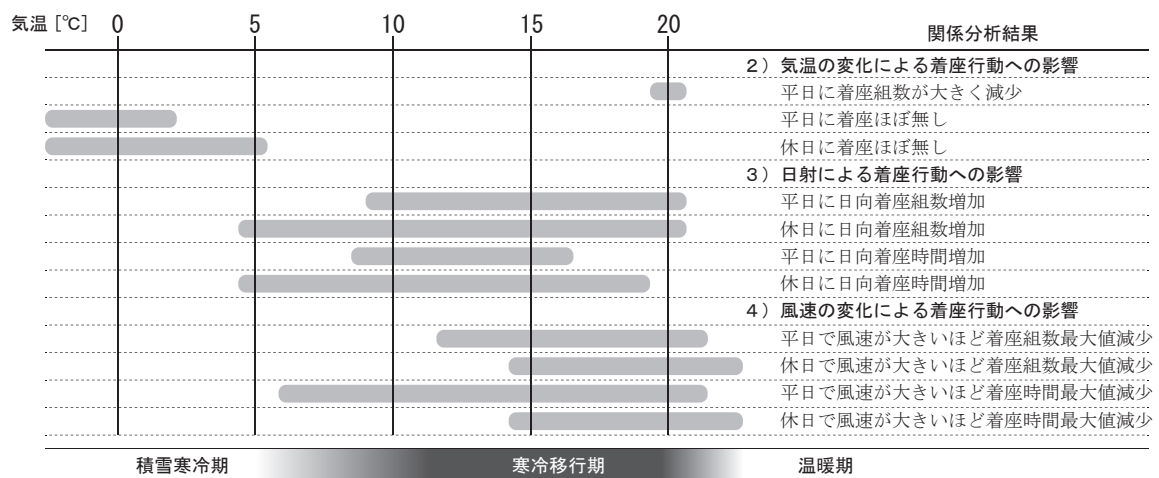 気温 [℃] 0 5 10 15 20 関係分析結果
2）気温の変化による着座行動への影響
平日に着座組数が大きく減少
平日に着座ほぼ無し
休日に着座ほぼ無し
3）日射による着座行動への影響
平日に日向着座組数増加
休日に日向着座組数増加
平日に日向着座時間増加
休日に日向着座時間増加
4）風速の変化による着座行動への影響
平日で風速が大きいほど着座組数最大値減少
休日で風速が大きいほど着座組数最大値減少
平日で風速が大きいほど着座時間最大値減少
休日で風速が大きいほど着座時間最大値減少
積雪寒冷期 寒冷移行期 温暖期